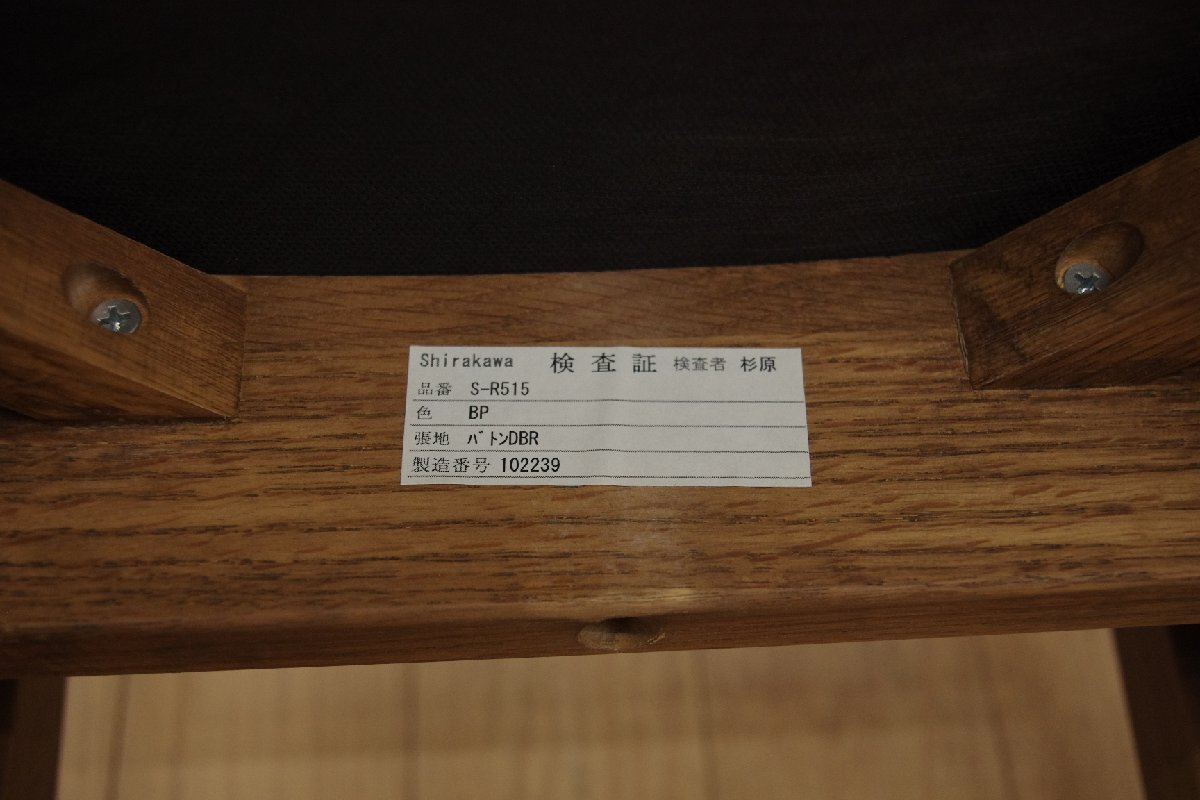 Shirakawa 検査証 検査者 杉原
品番 S-R515
色 BP
張地 バトンDBR
製造番号 102239